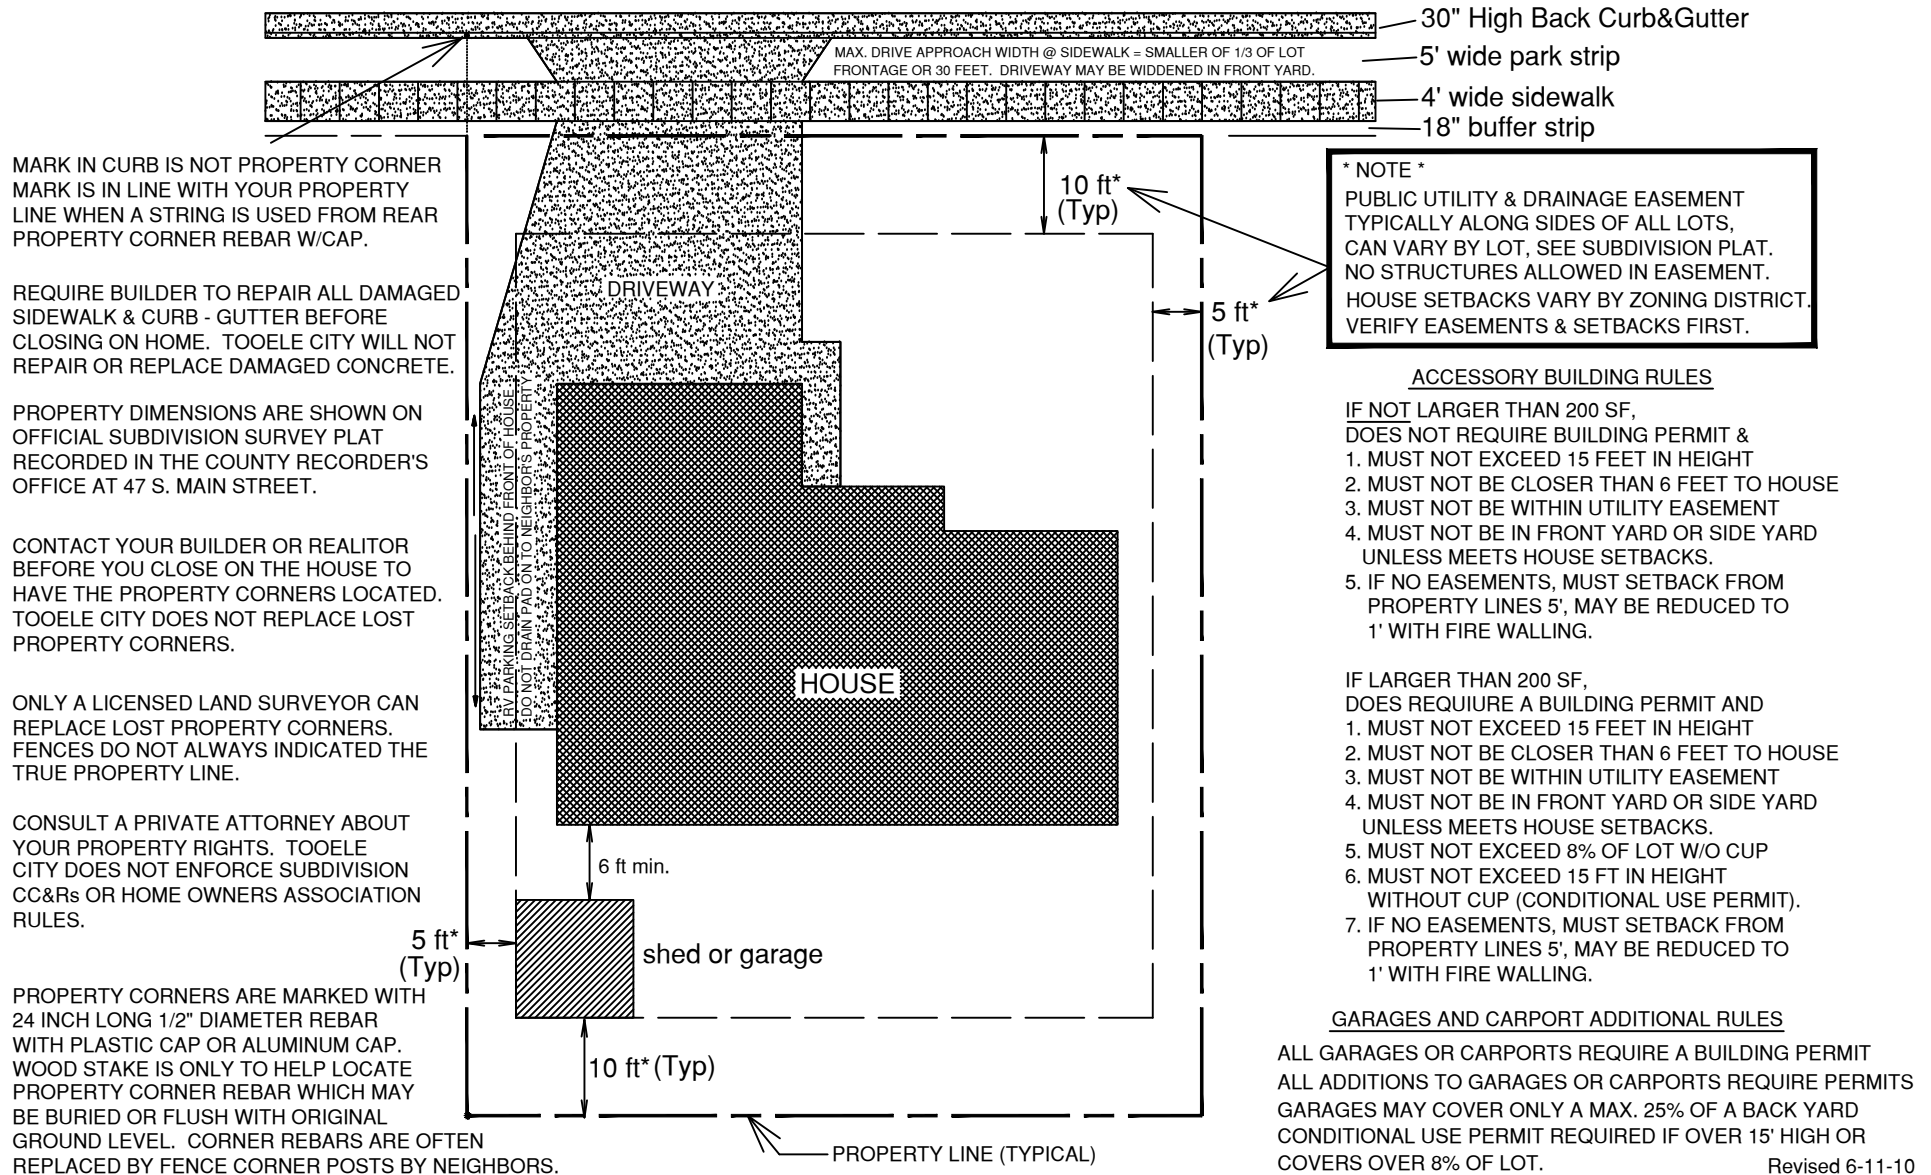 30" High Back Curb&Gutter
MAX. DRIVE APPROACH WIDTH @ SIDEWALK = SMALLER OF 1/3 OF LOT
FRONTAGE OR 30 FEET. DRIVEWAY MAY BE WIDDENED IN FRONT YARD.
5' wide park strip
4' wide sidewalk
18" buffer strip
MARK IN CURB IS NOT PROPERTY CORNER
MARK IS IN LINE WITH YOUR PROPERTY
LINE WHEN A STRING IS USED FROM REAR
PROPERTY CORNER REBAR W/CAP.
REQUIRE BUILDER TO REPAIR ALL DAMAGED
SIDEWALK & CURB - GUTTER BEFORE
CLOSING ON HOME. TOOELE CITY WILL NOT
REPAIR OR REPLACE DAMAGED CONCRETE.
PROPERTY DIMENSIONS ARE SHOWN ON
OFFICIAL SUBDIVISION SURVEY PLAT
RECORDED IN THE COUNTY RECORDER'S
OFFICE AT 47 S. MAIN STREET.
CONTACT YOUR BUILDER OR REALITOR
BEFORE YOU CLOSE ON THE HOUSE TO
HAVE THE PROPERTY CORNERS LOCATED.
TOOELE CITY DOES NOT REPLACE LOST
PROPERTY CORNERS.
ONLY A LICENSED LAND SURVEYOR CAN
REPLACE LOST PROPERTY CORNERS.
FENCES DO NOT ALWAYS INDICATED THE
TRUE PROPERTY LINE.
CONSULT A PRIVATE ATTORNEY ABOUT
YOUR PROPERTY RIGHTS. TOOELE
CITY DOES NOT ENFORCE SUBDIVISION
CC&Rs OR HOME OWNERS ASSOCIATION
RULES.
PROPERTY CORNERS ARE MARKED WITH
24 INCH LONG 1/2" DIAMETER REBAR
WITH PLASTIC CAP OR ALUMINUM CAP.
WOOD STAKE IS ONLY TO HELP LOCATE
PROPERTY CORNER REBAR WHICH MAY
BE BURIED OR FLUSH WITH ORIGINAL
GROUND LEVEL. CORNER REBARS ARE OFTEN
REPLACED BY FENCE CORNER POSTS BY NEIGHBORS.
10 ft*
(Typ)
DRIVEWAY
5 ft*
(Typ)
RV PARKING SETBACK BEHIND FRONT OF HOUSE
DO NOT DRAIN PAD ON TO NEIGHBOR'S PROPERTY
HOUSE
6 ft min.
5 ft*
(Typ)
shed or garage
10 ft* (Typ)
PROPERTY LINE (TYPICAL)
* NOTE *
PUBLIC UTILITY & DRAINAGE EASEMENT
TYPICALLY ALONG SIDES OF ALL LOTS,
CAN VARY BY LOT, SEE SUBDIVISION PLAT.
NO STRUCTURES ALLOWED IN EASEMENT.
HOUSE SETBACKS VARY BY ZONING DISTRICT.
VERIFY EASEMENTS & SETBACKS FIRST.
ACCESSORY BUILDING RULES
IF NOT LARGER THAN 200 SF,
DOES NOT REQUIRE BUILDING PERMIT &
1. MUST NOT EXCEED 15 FEET IN HEIGHT
2. MUST NOT BE CLOSER THAN 6 FEET TO HOUSE
3. MUST NOT BE WITHIN UTILITY EASEMENT
4. MUST NOT BE IN FRONT YARD OR SIDE YARD
UNLESS MEETS HOUSE SETBACKS.
5. IF NO EASEMENTS, MUST SETBACK FROM
PROPERTY LINES 5', MAY BE REDUCED TO
1' WITH FIRE WALLING.
IF LARGER THAN 200 SF,
DOES REQUIURE A BUILDING PERMIT AND
1. MUST NOT EXCEED 15 FEET IN HEIGHT
2. MUST NOT BE CLOSER THAN 6 FEET TO HOUSE
3. MUST NOT BE WITHIN UTILITY EASEMENT
4. MUST NOT BE IN FRONT YARD OR SIDE YARD
UNLESS MEETS HOUSE SETBACKS.
5. MUST NOT EXCEED 8% OF LOT W/O CUP
6. MUST NOT EXCEED 15 FT IN HEIGHT
WITHOUT CUP (CONDITIONAL USE PERMIT).
7. IF NO EASEMENTS, MUST SETBACK FROM
PROPERTY LINES 5', MAY BE REDUCED TO
1' WITH FIRE WALLING.
GARAGES AND CARPORT ADDITIONAL RULES
ALL GARAGES OR CARPORTS REQUIRE A BUILDING PERMIT
ALL ADDITIONS TO GARAGES OR CARPORTS REQUIRE PERMITS
GARAGES MAY COVER ONLY A MAX. 25% OF A BACK YARD
CONDITIONAL USE PERMIT REQUIRED IF OVER 15' HIGH OR
COVERS OVER 8% OF LOT.
Revised 6-11-10